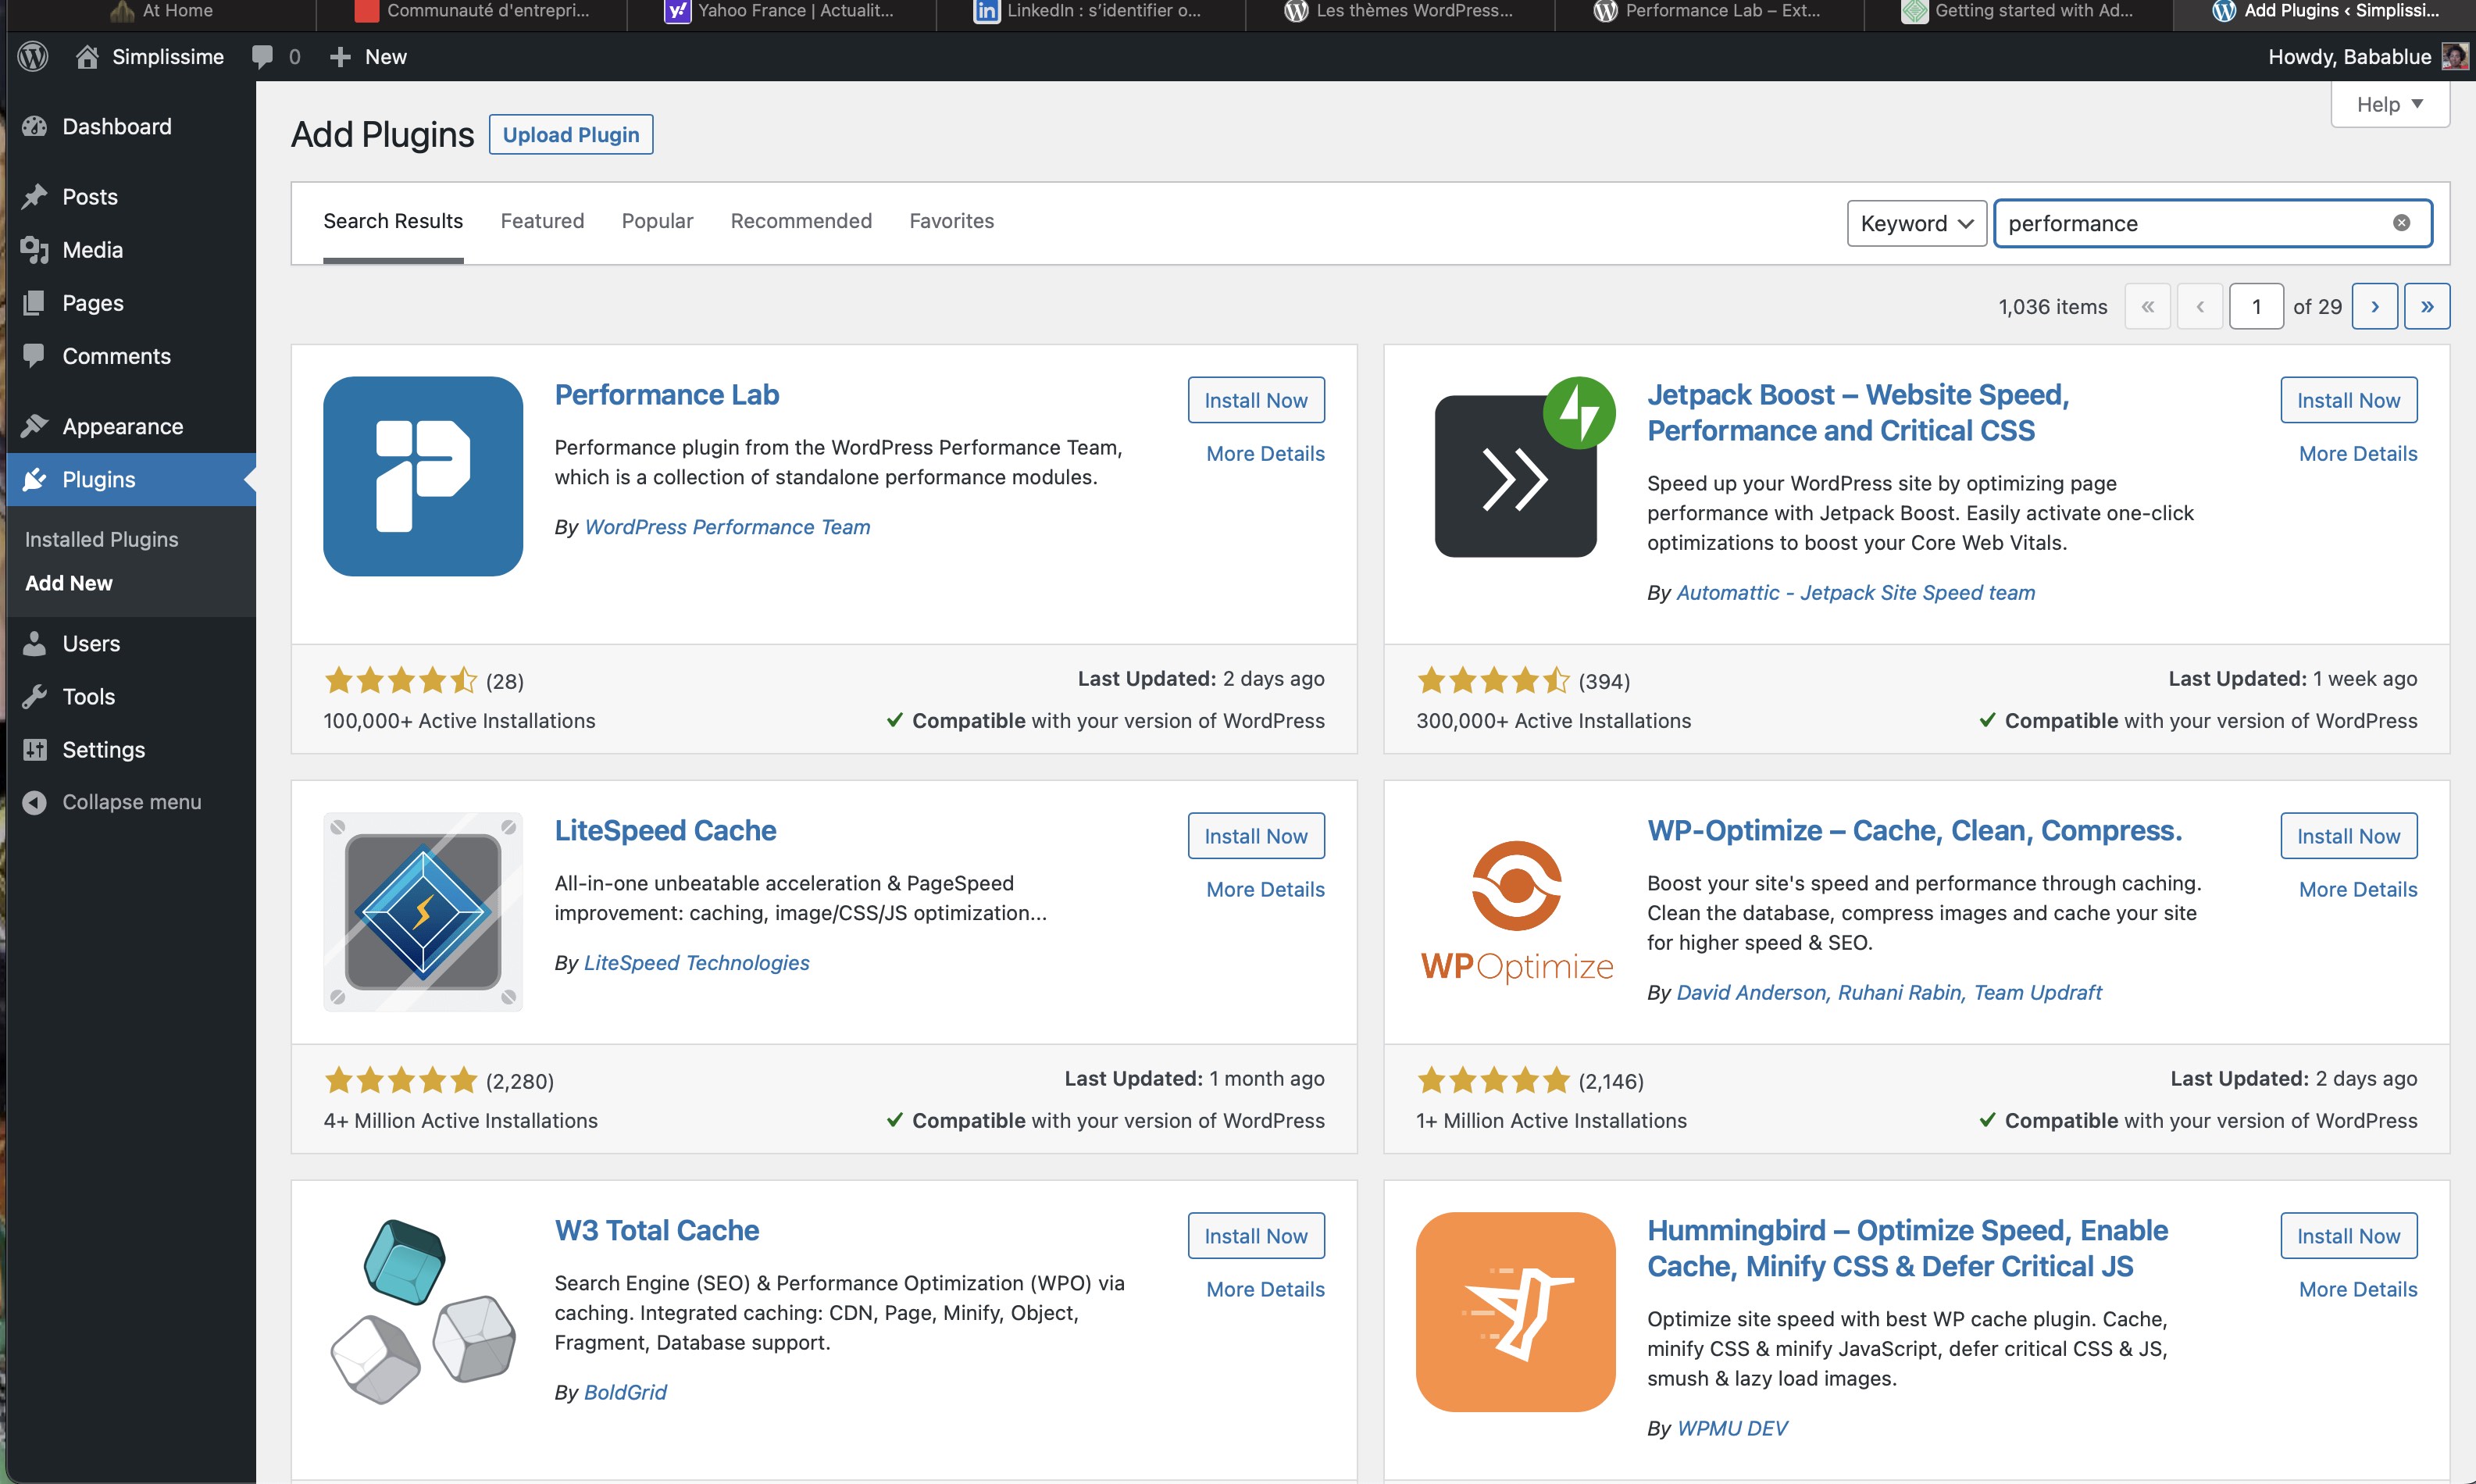 At Home
Communauté d'entrepri...
Yahoo France | Actualit...
LinkedIn : s'identifier o...
Les thèmes WordPress...
Performance Lab – Ext...
Getting started with Ad...
Add Plugins ‹ Simplissi...
Simplissime
0
New
Howdy, Babablue
Dashboard
Posts
Media
Pages
Comments
Appearance
Plugins
Installed Plugins
Add New
Users
Tools
Settings
Collapse menu
Help
Add Plugins
Upload Plugin
Search Results
Featured
Popular
Recommended
Favorites
Keyword
performance
1,036 items
«
‹
1
of 29
›
»
Performance Lab
Install Now
More Details
Performance plugin from the WordPress Performance Team,
which is a collection of standalone performance modules.
By WordPress Performance Team
(28)
Last Updated: 2 days ago
100,000+ Active Installations
Compatible with your version of WordPress
Jetpack Boost – Website Speed,
Performance and Critical CSS
Install Now
More Details
Speed up your WordPress site by optimizing page
performance with Jetpack Boost. Easily activate one-click
optimizations to boost your Core Web Vitals.
By Automattic - Jetpack Site Speed team
(394)
Last Updated: 1 week ago
300,000+ Active Installations
Compatible with your version of WordPress
LiteSpeed Cache
Install Now
More Details
All-in-one unbeatable acceleration & PageSpeed
improvement: caching, image/CSS/JS optimization...
By LiteSpeed Technologies
(2,280)
Last Updated: 1 month ago
4+ Million Active Installations
Compatible with your version of WordPress
WPOptimize
WP-Optimize – Cache, Clean, Compress.
Install Now
More Details
Boost your site's speed and performance through caching.
Clean the database, compress images and cache your site
for higher speed & SEO.
By David Anderson, Ruhani Rabin, Team Updraft
(2,146)
Last Updated: 2 days ago
1+ Million Active Installations
Compatible with your version of WordPress
W3 Total Cache
Install Now
More Details
Search Engine (SEO) & Performance Optimization (WPO) via
caching. Integrated caching: CDN, Page, Minify, Object,
Fragment, Database support.
By BoldGrid
Hummingbird – Optimize Speed, Enable
Cache, Minify CSS & Defer Critical JS
Install Now
More Details
Optimize site speed with best WP cache plugin. Cache,
minify CSS & minify JavaScript, defer critical CSS & JS,
smush & lazy load images.
By WPMU DEV